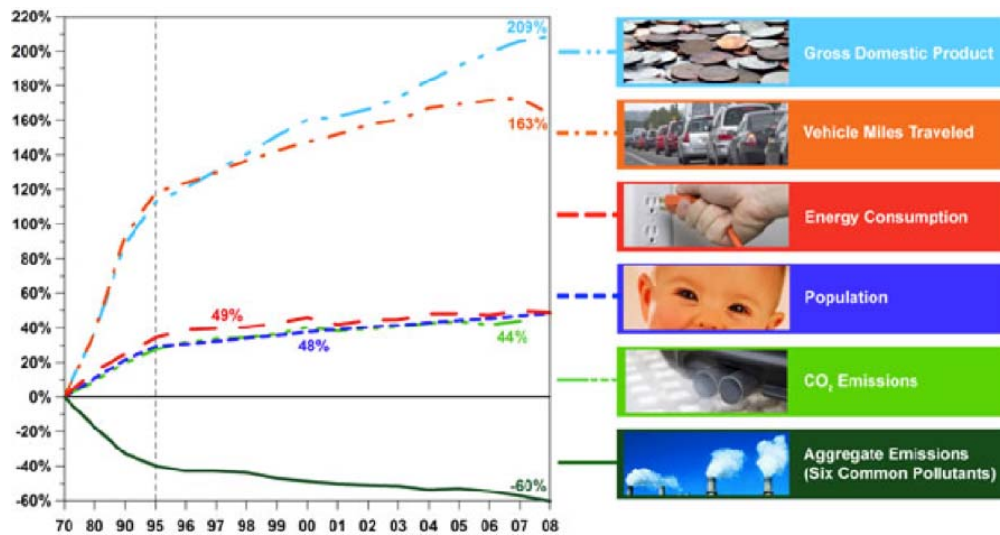 220%
200%
180%
160%
140%
120%
100%
80%
60%
40%
20%
0%
-20%
-40%
-60%
209%
163%
49%
48%
44%
-60%
70 80 90 95 96 97 98 99 00 01 02 03 04 05 06 07 08
Gross Domestic Product
Vehicle Miles Traveled
Energy Consumption
Population
CO₂ Emissions
Aggregate Emissions
(Six Common Pollutants)